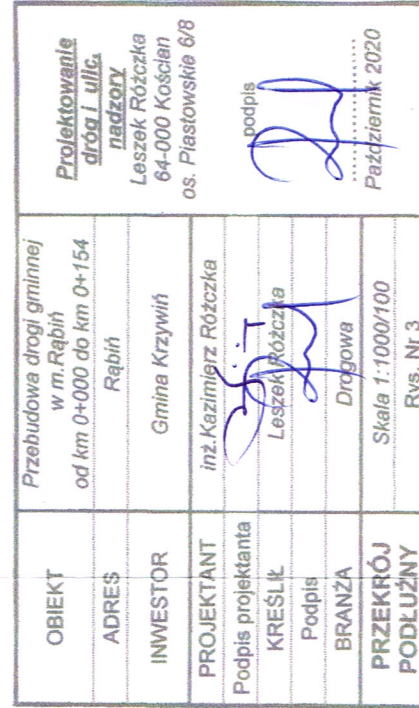 OBIEKT
Przebudowa drogi gminnej
w m.Rąbiń
od km 0+000 do km 0+154
ADRES
Rąbiń
INWESTOR
Gmina Krzywiń
PROJEKTANT
inż.Kazimierz Różczka
Podpis projektanta
KREŚLIŁ
Leszek Różczka
Podpis
BRANŻA
Drogowa
PRZEKRÓJ
PODŁUŻNY
Skala 1:1000/100
Rys. Nr 3
Projektowanie
dróg i ulic,
nadzory
Leszek Różczka
64-000 Kościan
os. Piastowskie 6/8
podpis
Październik 2020